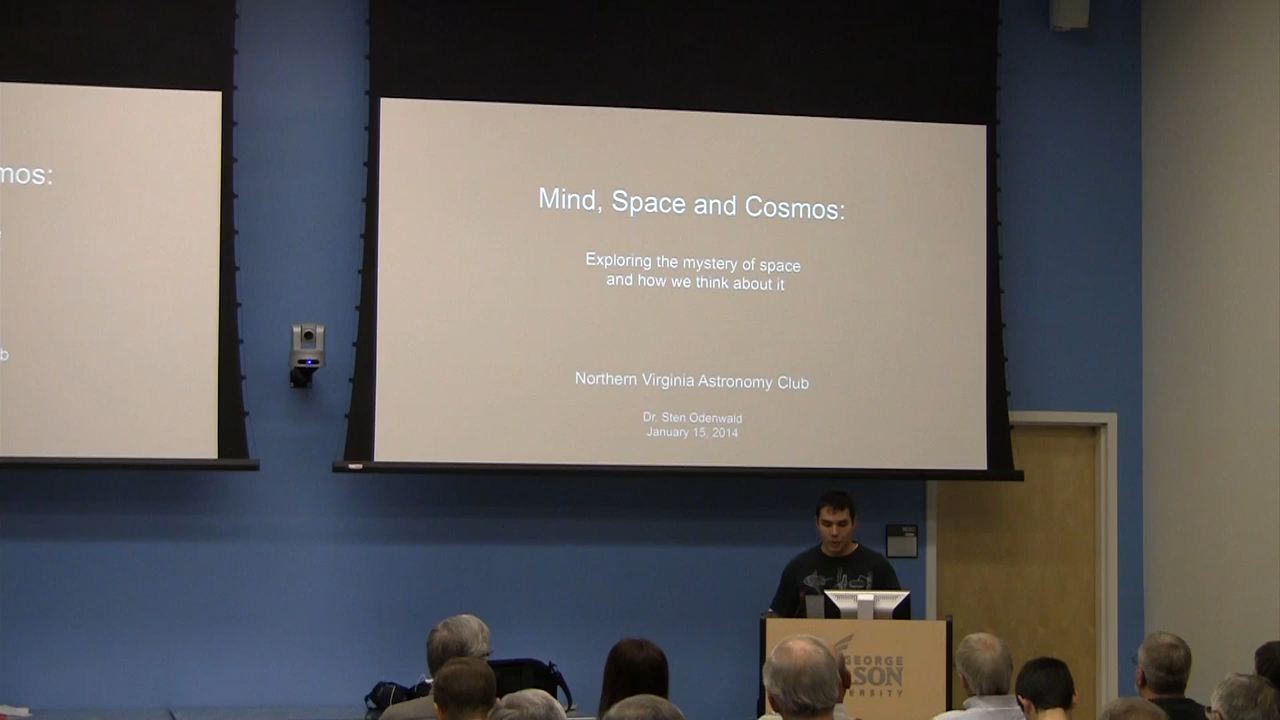 mos:
b
Mind, Space and Cosmos:
Exploring the mystery of space
and how we think about it
Northern Virginia Astronomy Club
Dr. Sten Odenwald
January 15, 2014
GEORGE
SON
ERSITY